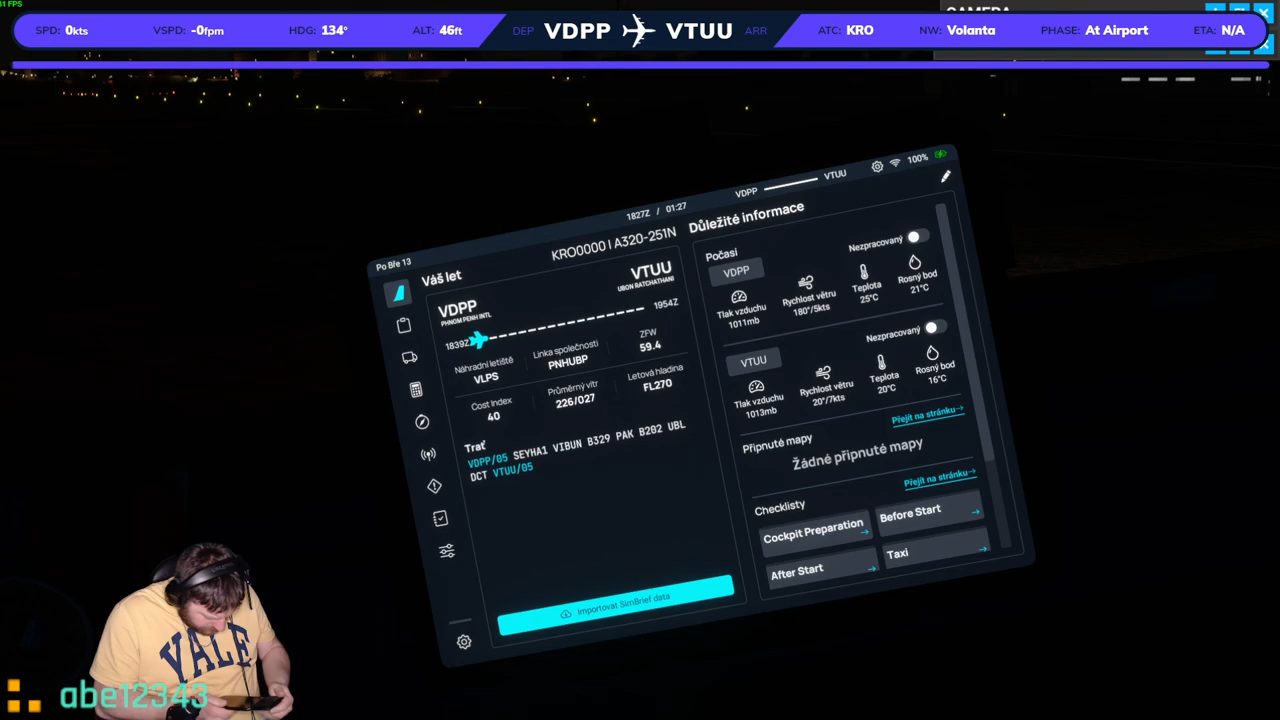 31 FPS
CAMERA
SPD: 0kts
VSPD: -0fpm
HDG: 134°
ALT: 46ft
DEP VDPP VTUU ARR
ATC: KRO
NW: Volanta
PHASE: At Airport
ETA: N/A
Po Bře 13
1827Z / 01:27
VDPP VTUU
100%
Váš let
KRO0000 | A320-251N
VDPP
PHNOM PENH INTL
VTUU
UBON RATCHATHANI
1839Z
1954Z
Náhradní letiště
VLPS
Linka společnosti
PNHUBP
ZFW
59.4
Cost Index
40
Průměrný vítr
226/027
Letová hladina
FL270
Trať
VDPP/05 SEYHA1 VIBUN B329 PAK B202 UBL
DCT VTUU/05
Importovat SimBrief data
Důležité informace
Počasí
Nezpracovaný
VDPP
Tlak vzduchu
1011mb
Rychlost větru
180°/5kts
Teplota
25°C
Rosný bod
21°C
Nezpracovaný
VTUU
Tlak vzduchu
1013mb
Rychlost větru
20°/7kts
Teplota
20°C
Rosný bod
16°C
Připnuté mapy
Přejít na stránku→
Žádné připnuté mapy
Checklisty
Přejít na stránku→
Cockpit Preparation →
Before Start →
After Start →
Taxi →
YALE
abe12343